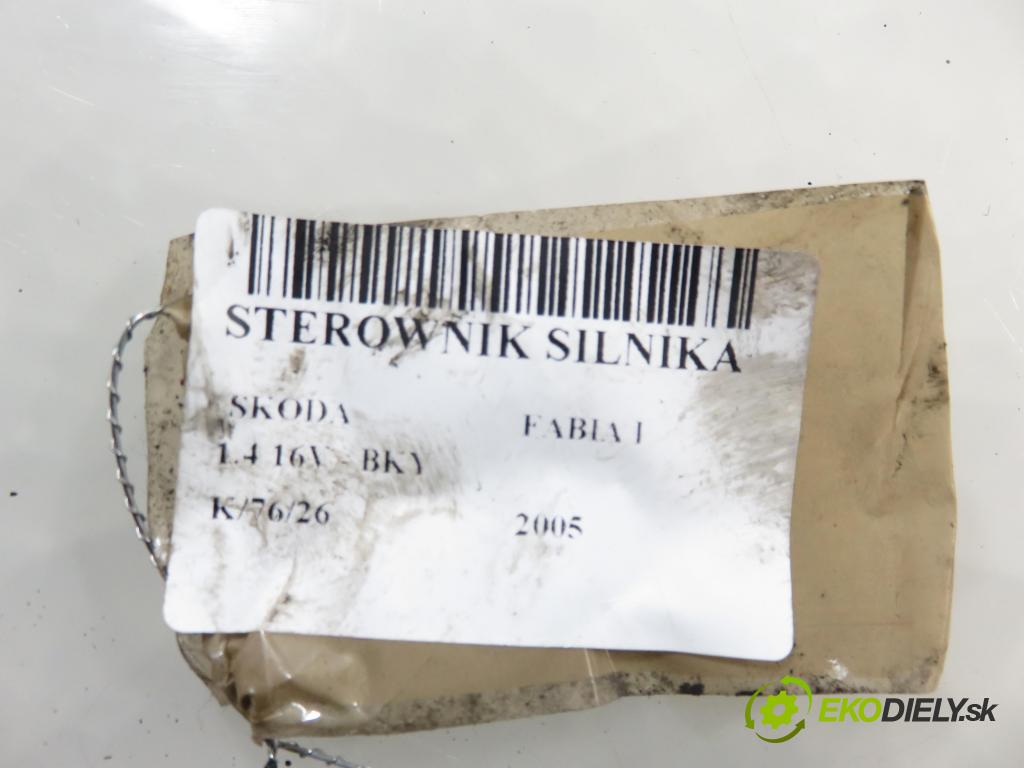 STEROWNIK SILNIKA
SKODA FABIA I
1.4 16V - BKY
K/76/26 2005
EKODIELY.sk